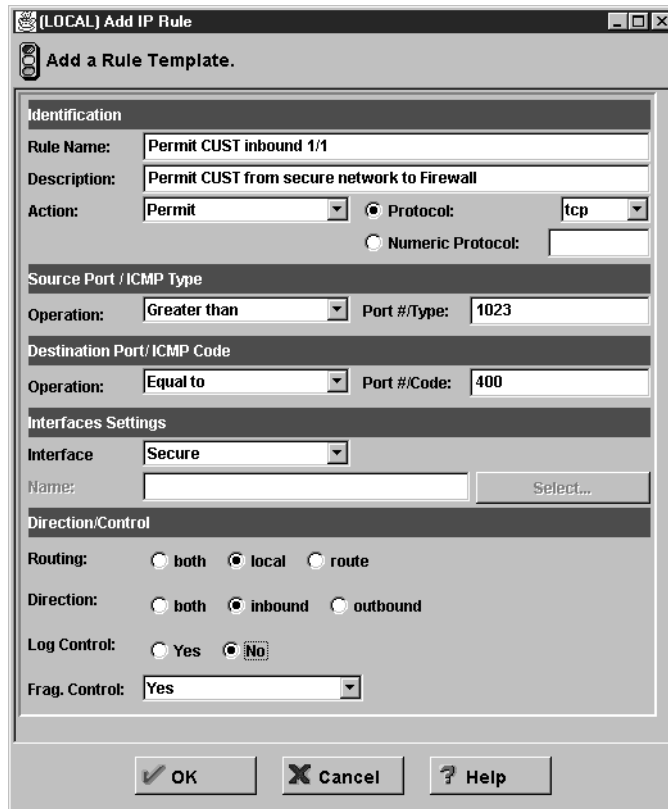 (LOCAL) Add IP Rule
Add a Rule Template.
Identification
Rule Name: Permit CUST inbound 1/1
Description: Permit CUST from secure network to Firewall
Action: Permit Protocol: tcp
Numeric Protocol:
Source Port / ICMP Type
Operation: Greater than Port #/Type: 1023
Destination Port/ ICMP Code
Operation: Equal to Port #/Code: 400
Interfaces Settings
Interface Secure
Name: Select...
Direction/Control
Routing: both local route
Direction: both inbound outbound
Log Control: Yes No
Frag. Control: Yes
OK Cancel Help